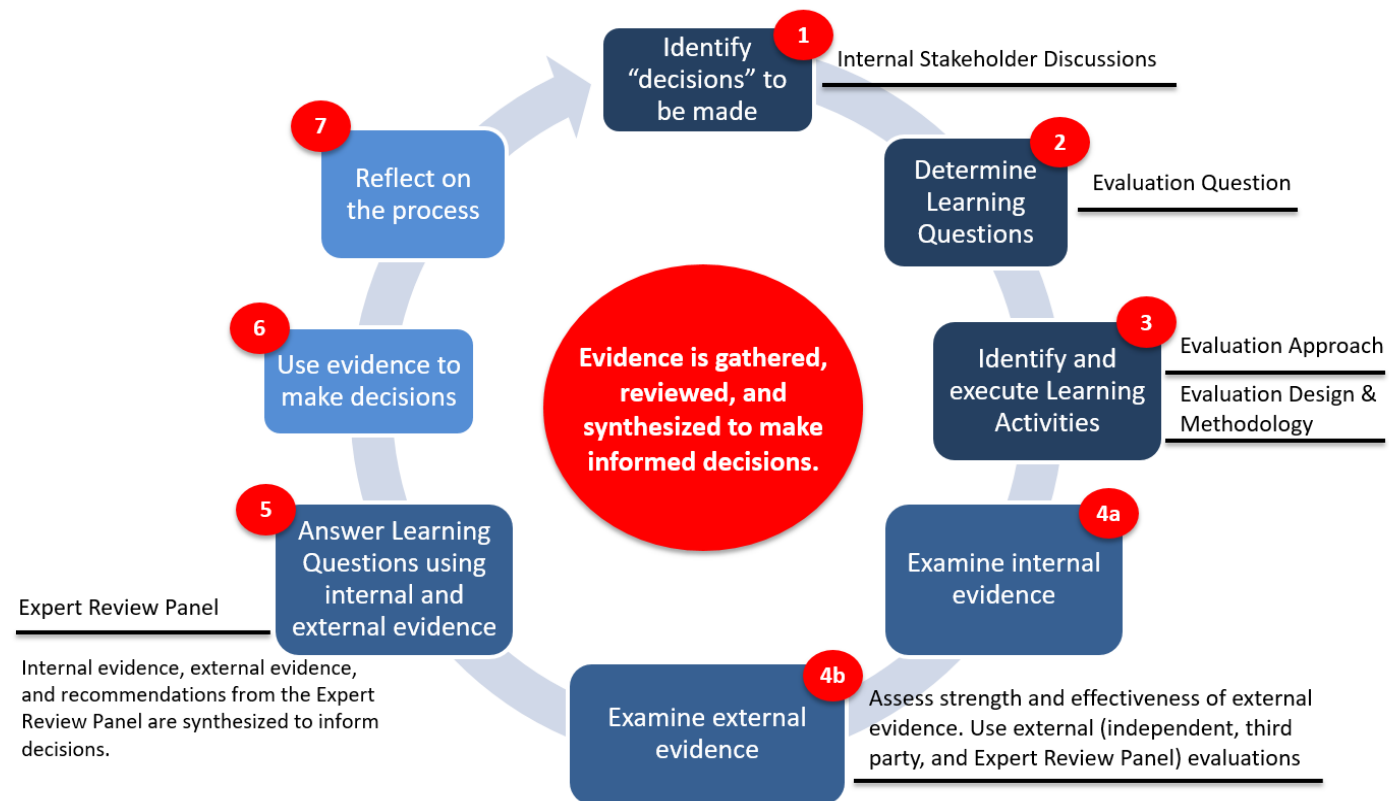 1
Identify
“decisions” to
be made
Internal Stakeholder Discussions
2
Determine
Learning
Questions
Evaluation Question
3
Identify and
execute Learning
Activities
Evaluation Approach
Evaluation Design &
Methodology
4a
Examine internal
evidence
4b
Examine external
evidence
Assess strength and effectiveness of external
evidence. Use external (independent, third
party, and Expert Review Panel) evaluations
5
Answer Learning
Questions using
internal and
external evidence
Expert Review Panel
Internal evidence, external evidence,
and recommendations from the Expert
Review Panel are synthesized to inform
decisions.
6
Use evidence to
make decisions
7
Reflect on
the process
Evidence is gathered,
reviewed, and
synthesized to make
informed decisions.